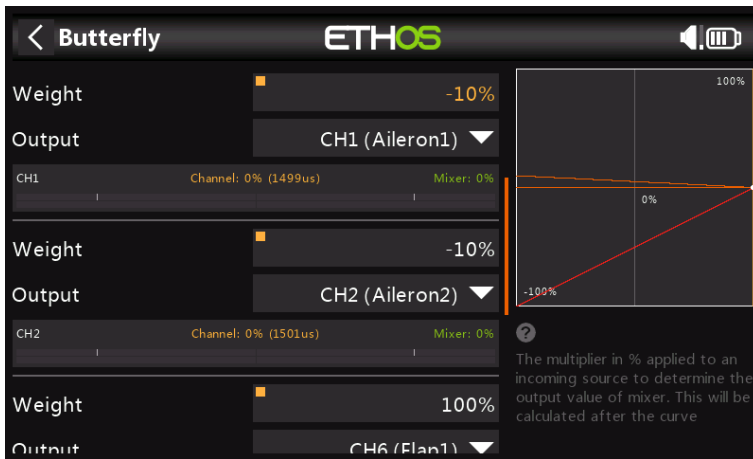 Butterfly
ETHOS
Weight
-10%
Output
CH1 (Aileron1)
CH1
Channel: 0% (1499us)
Mixer: 0%
Weight
-10%
Output
CH2 (Aileron2)
CH2
Channel: 0% (1501us)
Mixer: 0%
Weight
100%
Output
CH6 (Flap1)
100%
0%
-100%
?
The multiplier in % applied to an
incoming source to determine the
output value of mixer. This will be
calculated after the curve